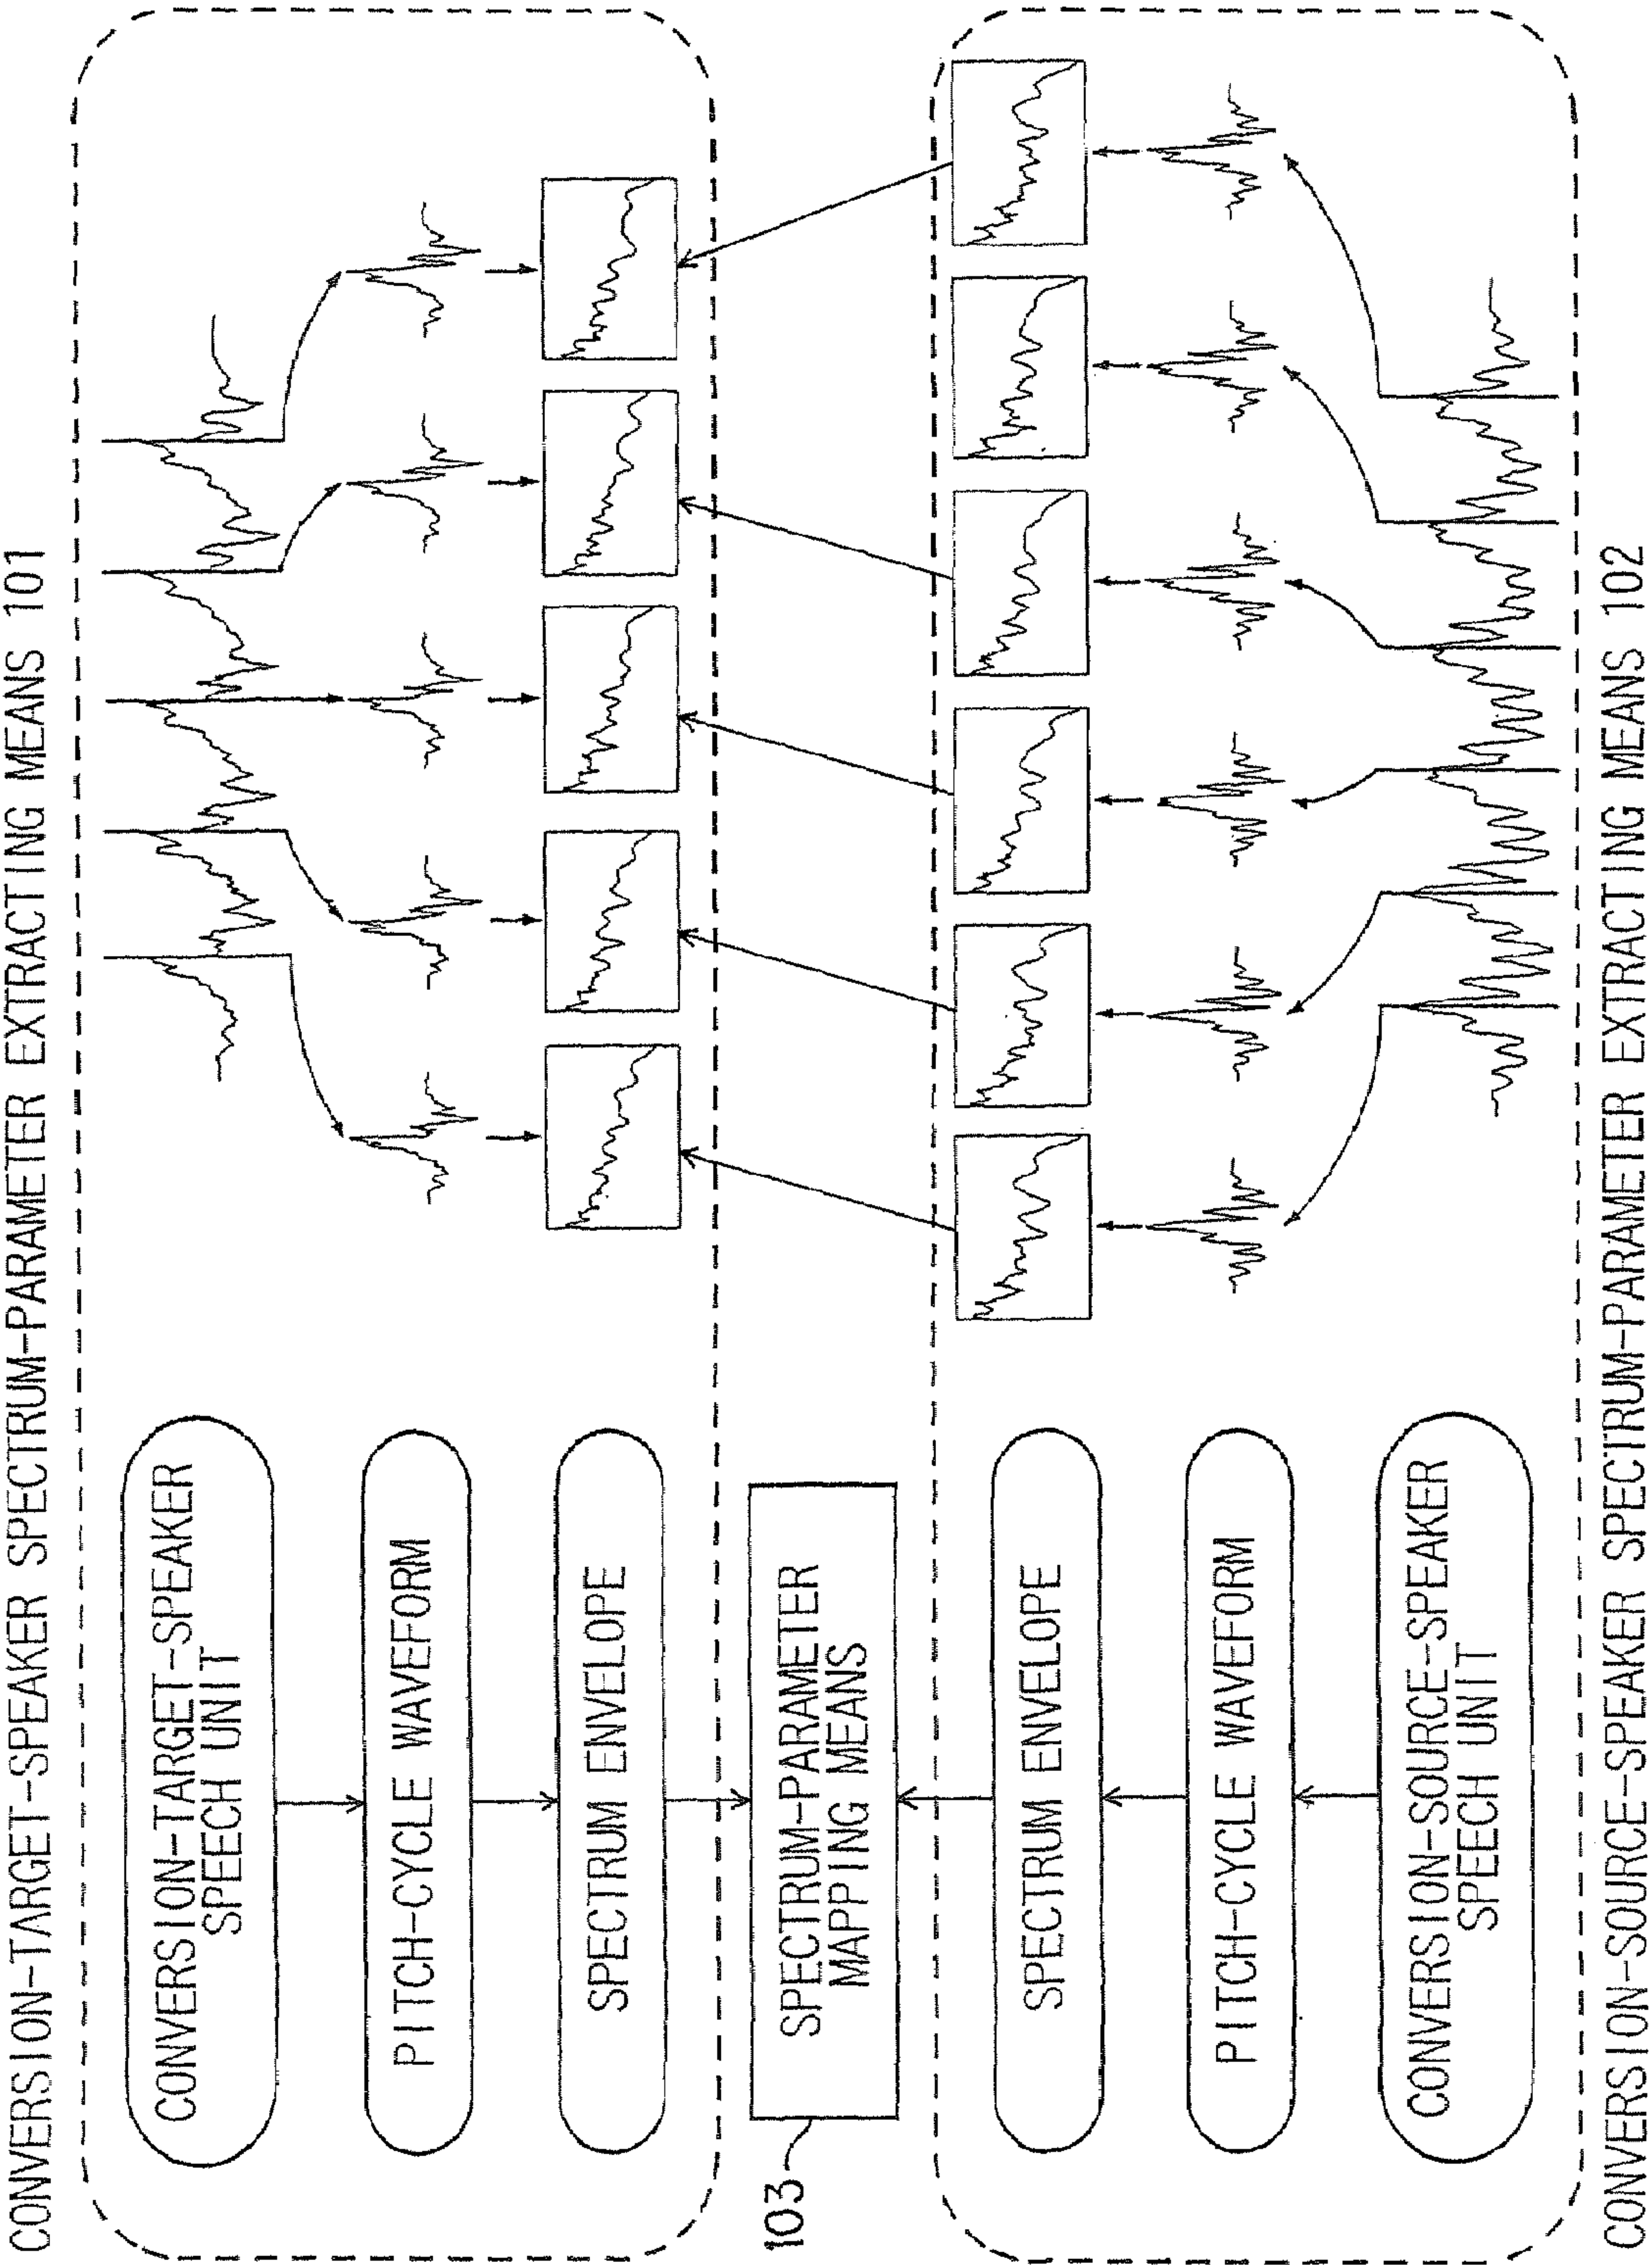 CONVERSION-TARGET-SPEAKER SPECTRUM-PARAMETER EXTRACTING MEANS 101
CONVERSION-TARGET-SPEAKER
SPEECH UNIT
PITCH-CYCLE WAVEFORM
SPECTRUM ENVELOPE
103
SPECTRUM-PARAMETER
MAPPING MEANS
SPECTRUM ENVELOPE
PITCH-CYCLE WAVEFORM
CONVERSION-SOURCE-SPEAKER
SPEECH UNIT
CONVERSION-SOURCE-SPEAKER SPECTRUM-PARAMETER EXTRACTING MEANS 102